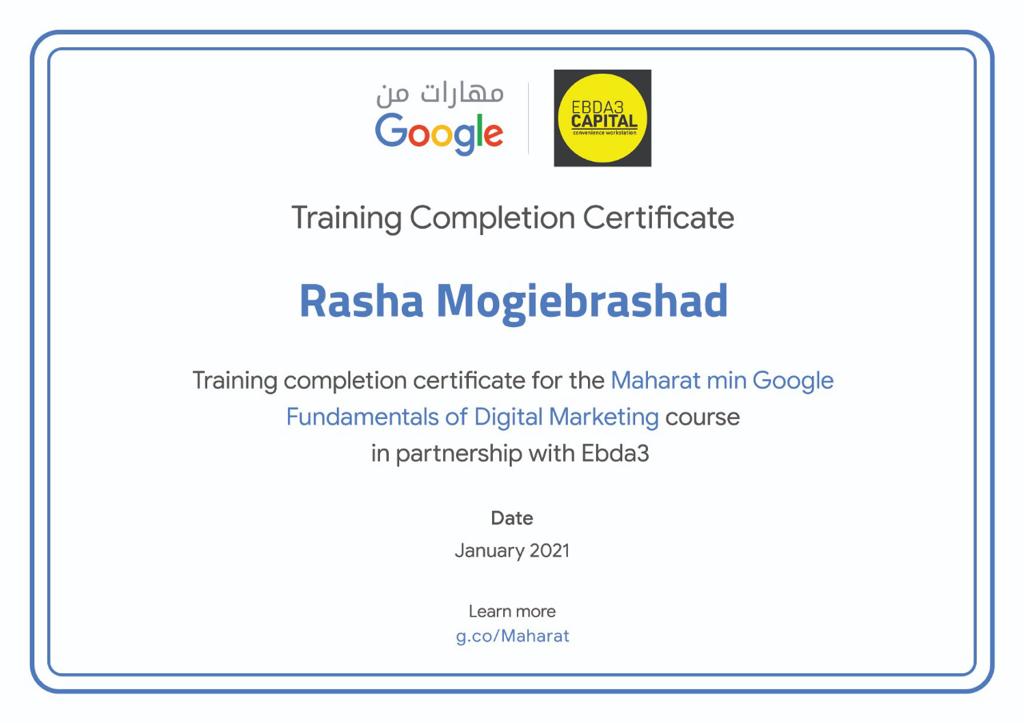 مهارات من
Google
EBDA3
CAPITAL
convenience workstation
Training Completion Certificate
Rasha Mogiebrashad
Training completion certificate for the Maharat min Google
Fundamentals of Digital Marketing course
in partnership with Ebda3
Date
January 2021
Learn more
g.co/Maharat